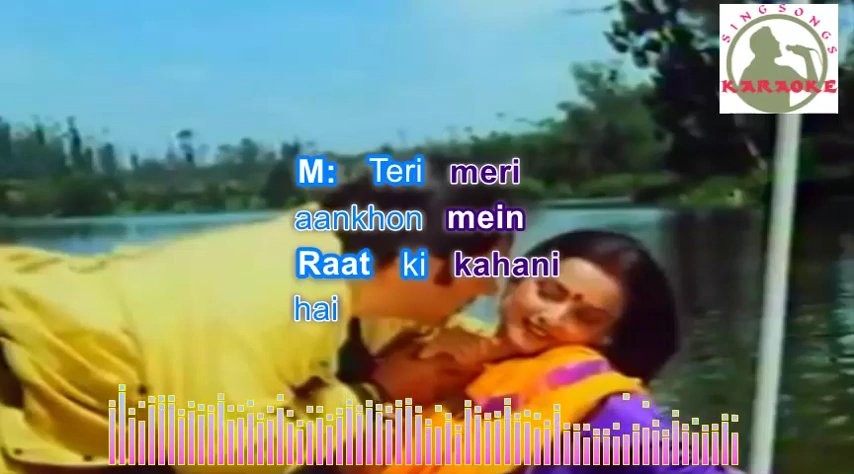 SING SONGS
KARAOKE
M: Teri meri
aankhon mein
Raat ki kahani
hai